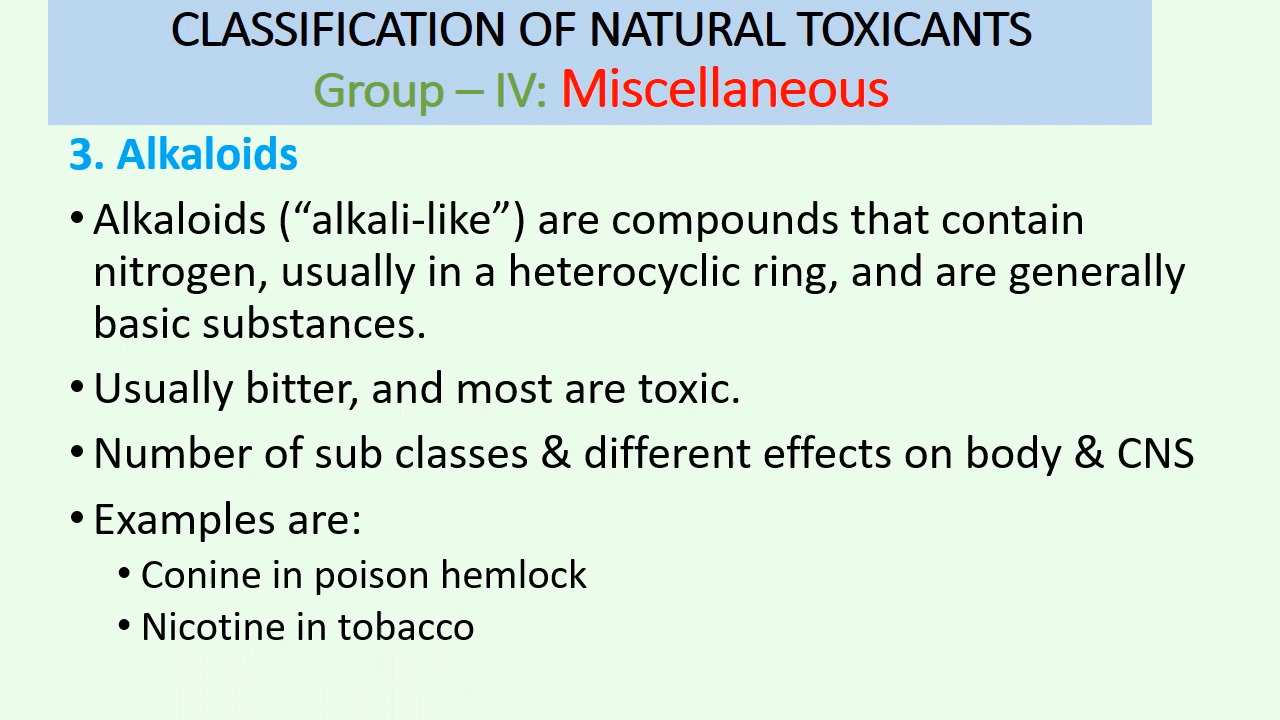 CLASSIFICATION OF NATURAL TOXICANTS
Group – IV: Miscellaneous
3. Alkaloids
• Alkaloids (“alkali-like”) are compounds that contain
nitrogen, usually in a heterocyclic ring, and are generally
basic substances.
• Usually bitter, and most are toxic.
• Number of sub classes & different effects on body & CNS
• Examples are:
• Conine in poison hemlock
• Nicotine in tobacco